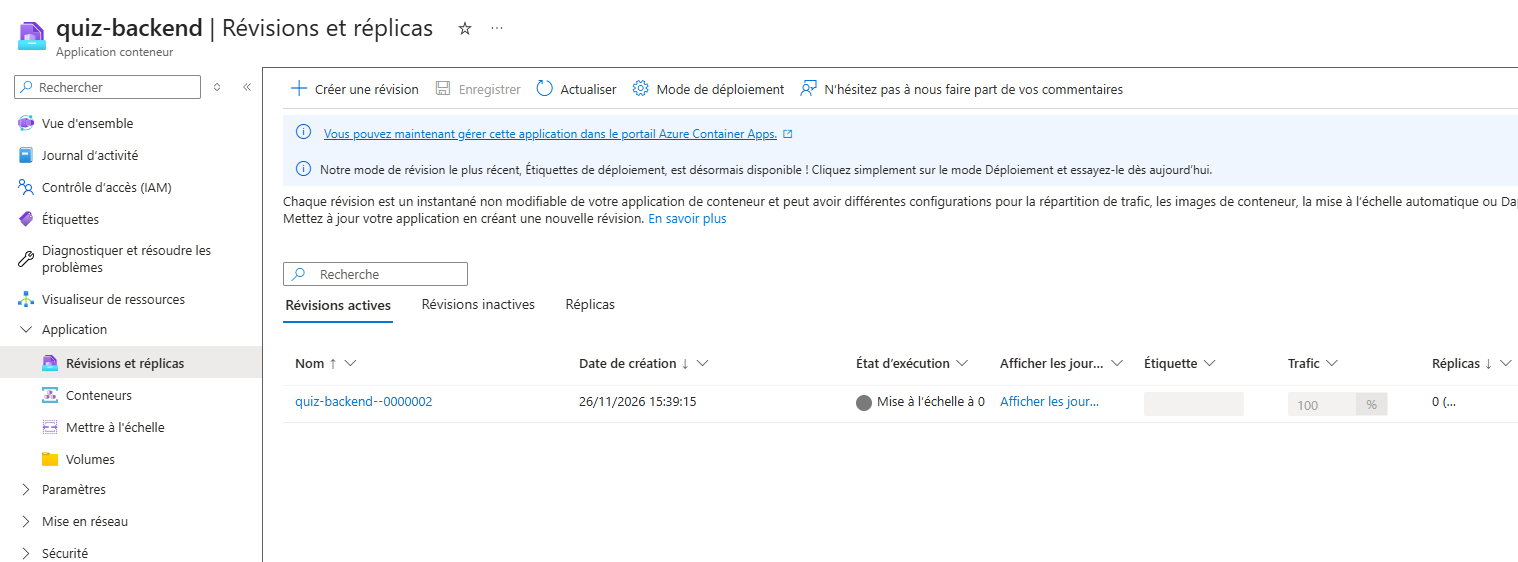 quiz-backend | Révisions et réplicas
Application conteneur
Rechercher
Vue d'ensemble
Journal d’activité
Contrôle d’accès (IAM)
Étiquettes
Diagnostiquer et résoudre les
problèmes
Visualiseur de ressources
Application
Révisions et réplicas
Conteneurs
Mettre à l'échelle
Volumes
Paramètres
Mise en réseau
Sécurité
Créer une révision Enregistrer Actualiser Mode de déploiement N’hésitez pas à nous faire part de vos commentaires
Vous pouvez maintenant gérer cette application dans le portail Azure Container Apps.
Notre mode de révision le plus récent, Étiquettes de déploiement, est désormais disponible ! Cliquez simplement sur le mode Déploiement et essayez-le dès aujourd’hui.
Chaque révision est un instantané non modifiable de votre application de conteneur et peut avoir différentes configurations pour la répartition de trafic, les images de conteneur, la mise à l’échelle automatique ou Dap
Mettez à jour votre application en créant une nouvelle révision. En savoir plus
Recherche
Révisions actives Révisions inactives Réplicas
Nom ↑ Date de création ↓ État d’exécution Afficher les jour... Étiquette Trafic Réplicas ↓
quiz-backend--0000002 26/11/2026 15:39:15 Mise à l’échelle à 0 Afficher les jour... 100 % 0 (...